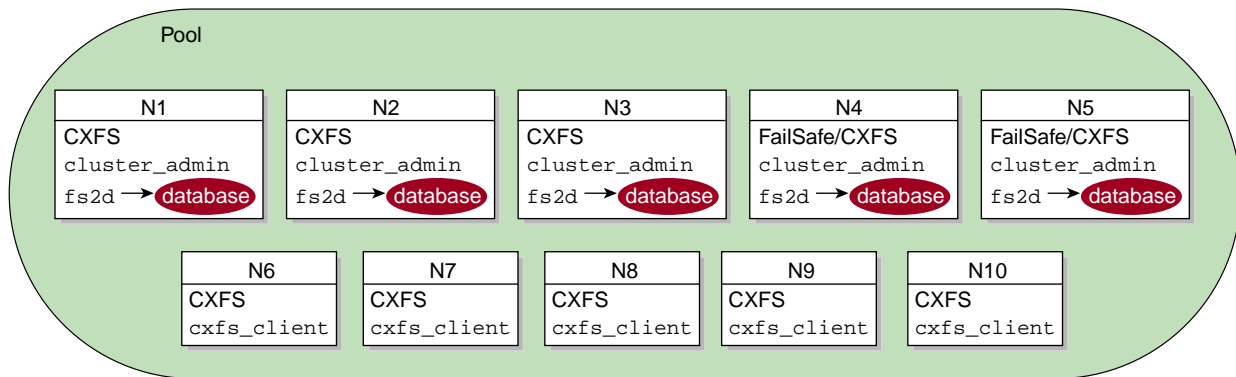 Pool
N1
CXFS
cluster_admin
fs2d database
N2
CXFS
cluster_admin
fs2d database
N3
CXFS
cluster_admin
fs2d database
N4
FailSafe/CXFS
cluster_admin
fs2d database
N5
FailSafe/CXFS
cluster_admin
fs2d database
N6
CXFS
cxfs_client
N7
CXFS
cxfs_client
N8
CXFS
cxfs_client
N9
CXFS
cxfs_client
N10
CXFS
cxfs_client